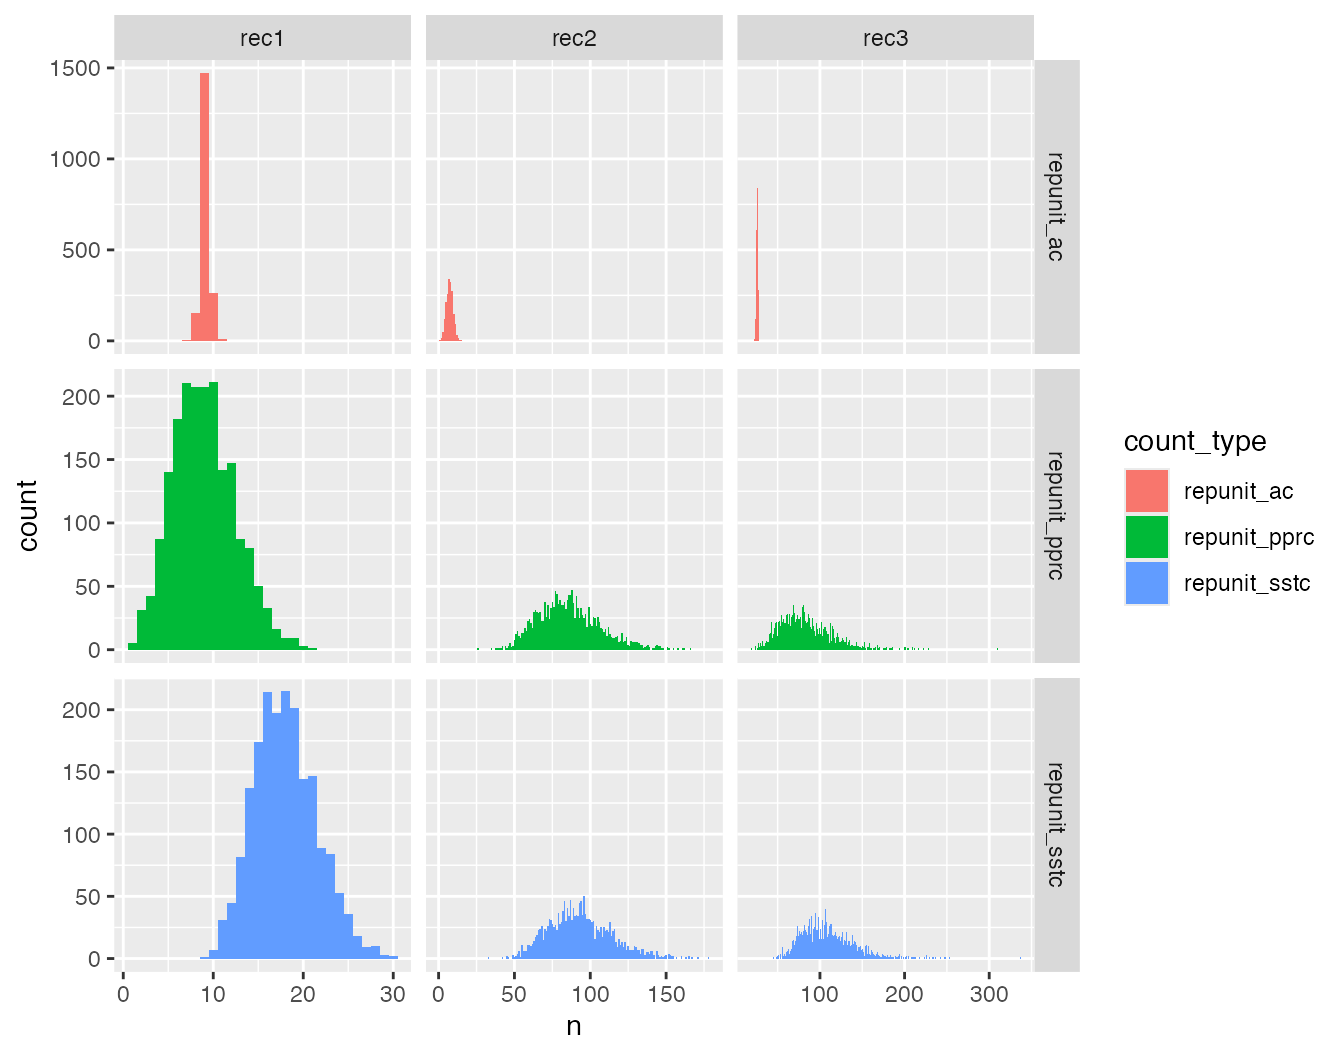 rec1 rec2 rec3
1500
1000
500
0
repunit_ac
200
150
100
50
0
repunit_pprc
200
150
100
50
0
repunit_sstc
0 10 20 30 0 50 100 150 100 200 300
n
count
count_type
repunit_ac
repunit_pprc
repunit_sstc